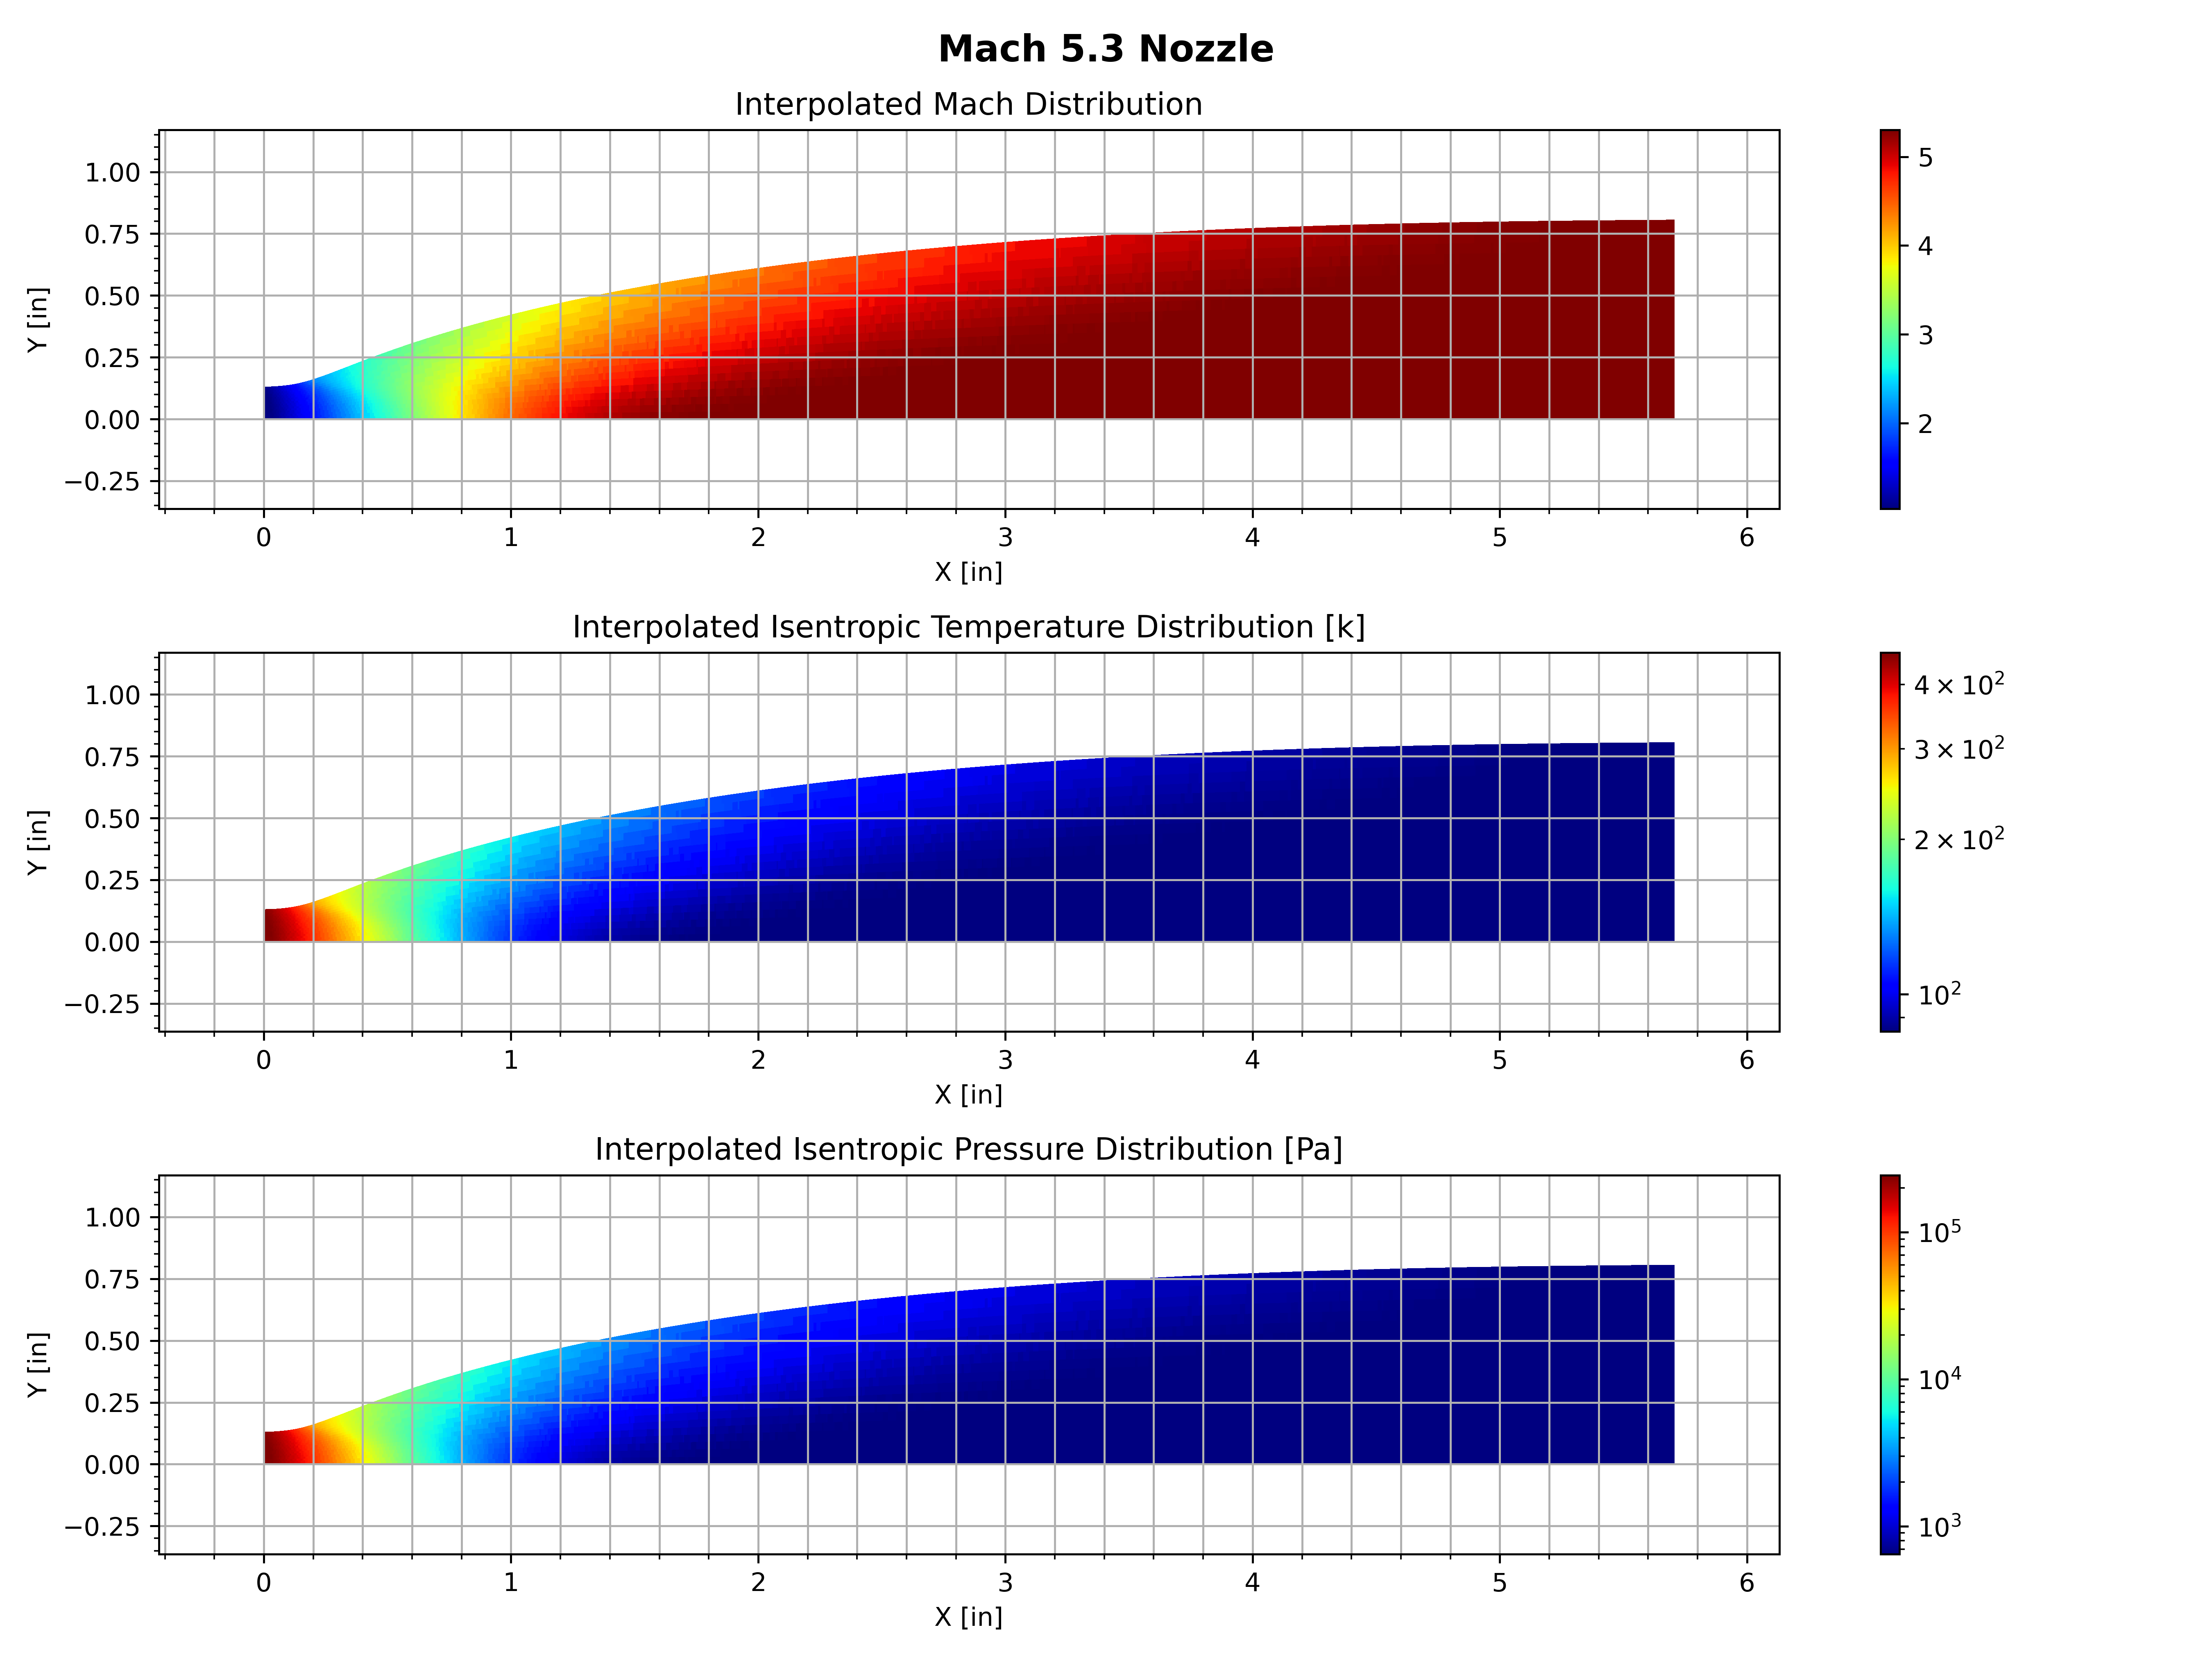 Mach 5.3 Nozzle
Interpolated Mach Distribution
1.00
0.75
0.50
0.25
0.00
−0.25
Y [in]
0 1 2 3 4 5 6
X [in]
5
4
3
2
Interpolated Isentropic Temperature Distribution [k]
1.00
0.75
0.50
0.25
0.00
−0.25
Y [in]
0 1 2 3 4 5 6
X [in]
4 × 10²
3 × 10²
2 × 10²
10²
Interpolated Isentropic Pressure Distribution [Pa]
1.00
0.75
0.50
0.25
0.00
−0.25
Y [in]
0 1 2 3 4 5 6
X [in]
10⁵
10⁴
10³